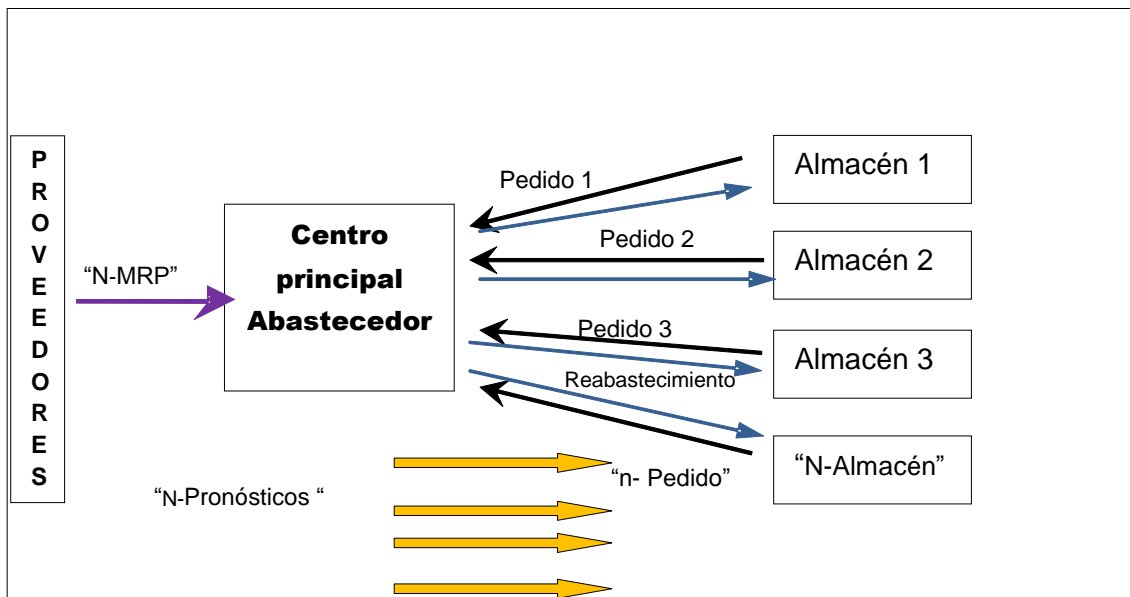 PROVEEDORES
“N-MRP”
Centro
principal
Abastecedor
Pedido 1
Pedido 2
Pedido 3
Reabastecimiento
Almacén 1
Almacén 2
Almacén 3
“N-Almacén”
“n- Pedido”
“N-Pronósticos “